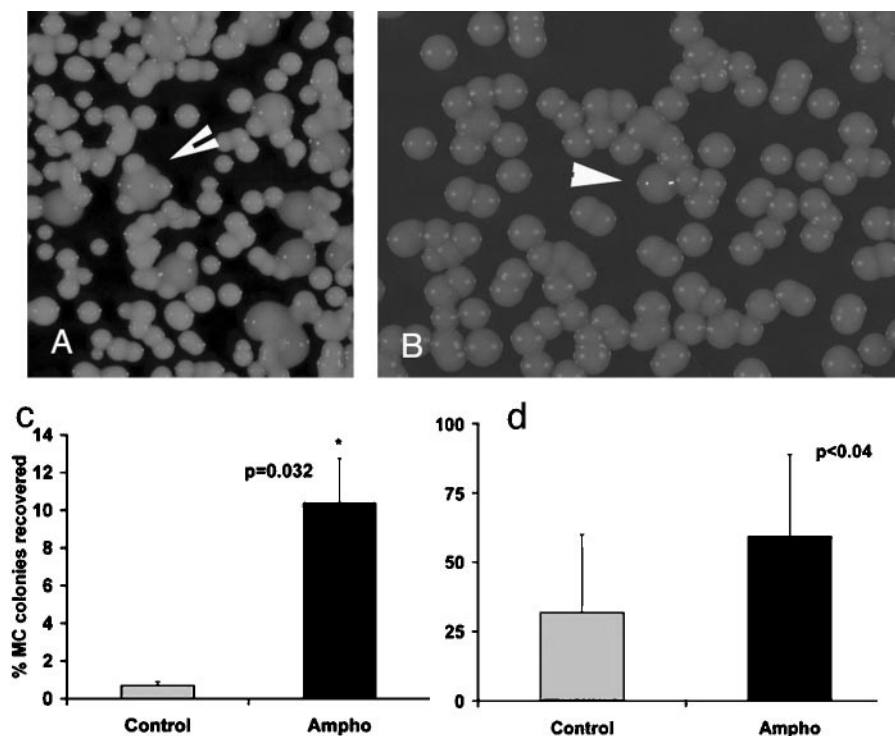 A
B
c
% MC colonies recovered
14
12
10
8
6
4
2
0
p=0.032
*
Control
Ampho
d
100
75
50
25
0
p<0.04
Control
Ampho